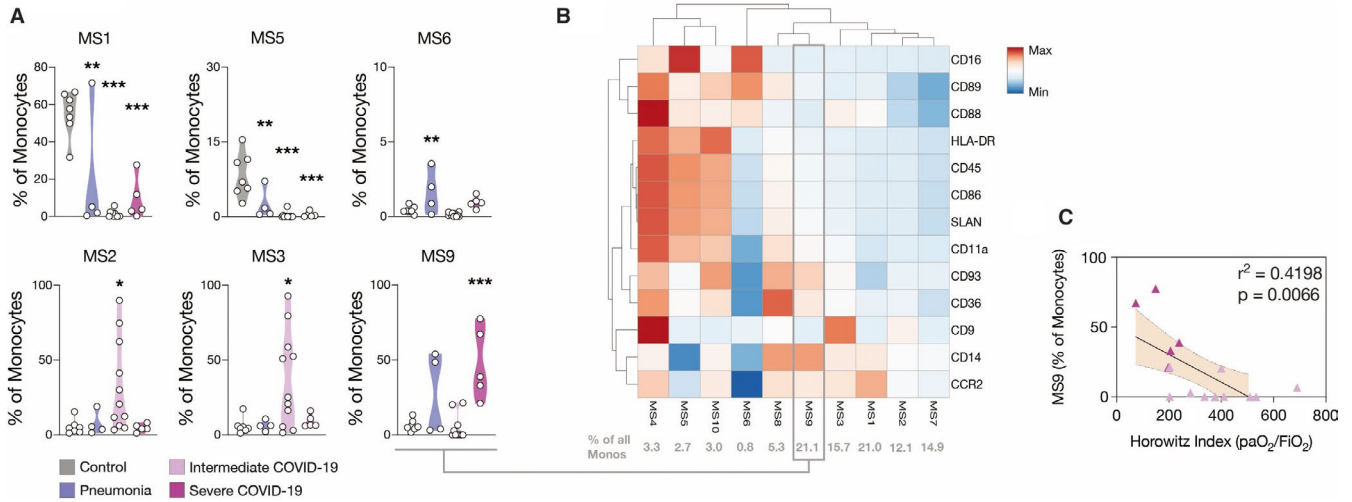 A
MS1
MS5
MS6
% of Monocytes
80
60
40
20
0
**
***
***
% of Monocytes
30
15
0
**
***
***
% of Monocytes
10
5
0
**
MS2
MS3
MS9
% of Monocytes
100
50
0
*
% of Monocytes
100
50
0
*
% of Monocytes
100
50
0
***
Control
Pneumonia
Intermediate COVID-19
Severe COVID-19
B
CD16
CD89
CD88
HLA-DR
CD45
CD86
SLAN
CD11a
CD93
CD36
CD9
CD14
CCR2
Max
Min
MS4 MS5 MS10 MS6 MS8 MS9 MS3 MS1 MS2 MS7
% of all
Monos
3.3 2.7 3.0 0.8 5.3 21.1 15.7 21.0 12.1 14.9
C
MS9 (% of Monocytes)
100
50
0
r² = 0.4198
p = 0.0066
0 200 400 600 800
Horowitz Index (paO₂/FiO₂)